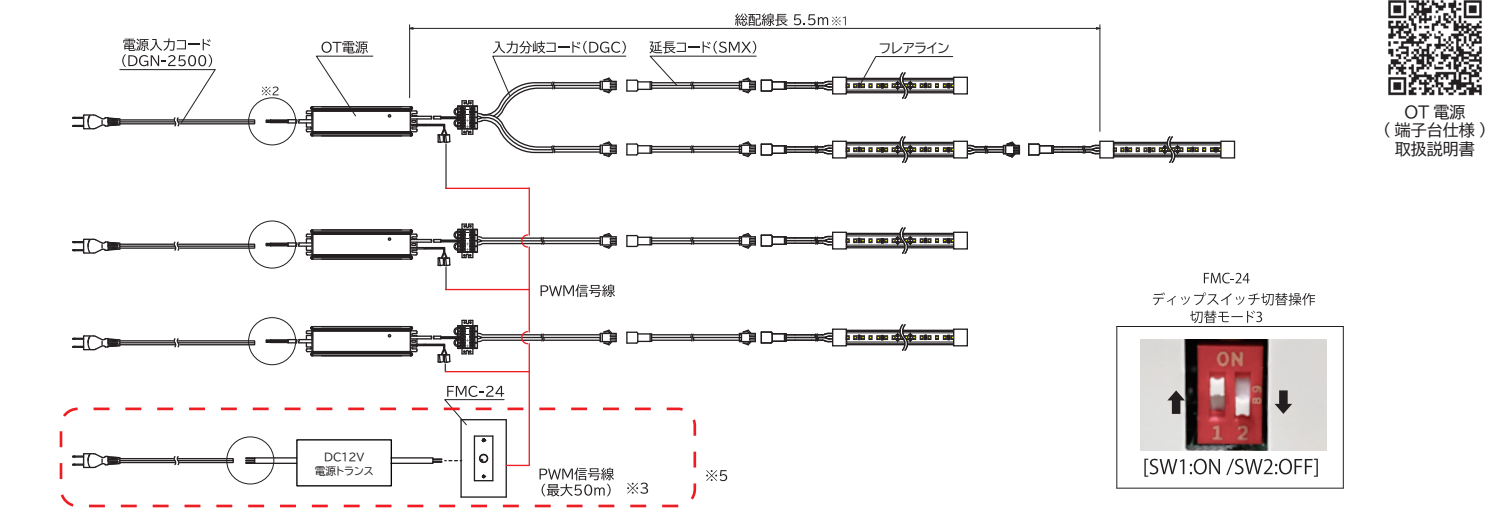 総配線長 5.5m※1
電源入力コード
(DGN-2500)
OT電源
入力分岐コード(DGC)
延長コード(SMX)
フレアライン
※2
OT 電源
( 端子台仕様 )
取扱説明書
PWM信号線
FMC-24
ディップスイッチ切替操作
切替モード3
ON
1 2
8 9
[SW1:ON /SW2:OFF]
FMC-24
DC12V
電源トランス
PWM信号線
(最大50m) ※3
※5